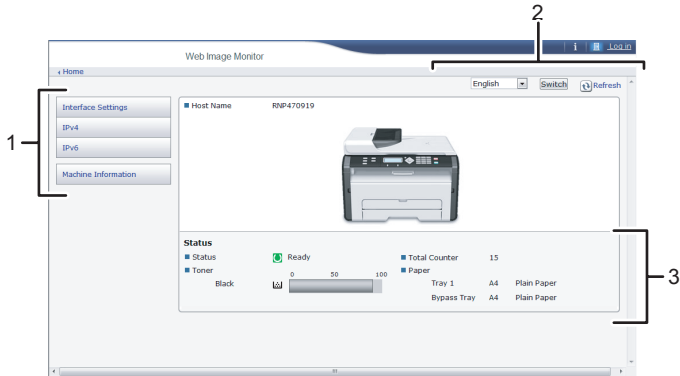 2
i Log in
Web Image Monitor
Home
English Switch Refresh
1
Interface Settings
IPv4
IPv6
Machine Information
Host Name RNP470919
Status
Status Ready
Total Counter 15
Toner
0 50 100
Paper
Black
Tray 1 A4 Plain Paper
Bypass Tray A4 Plain Paper
3